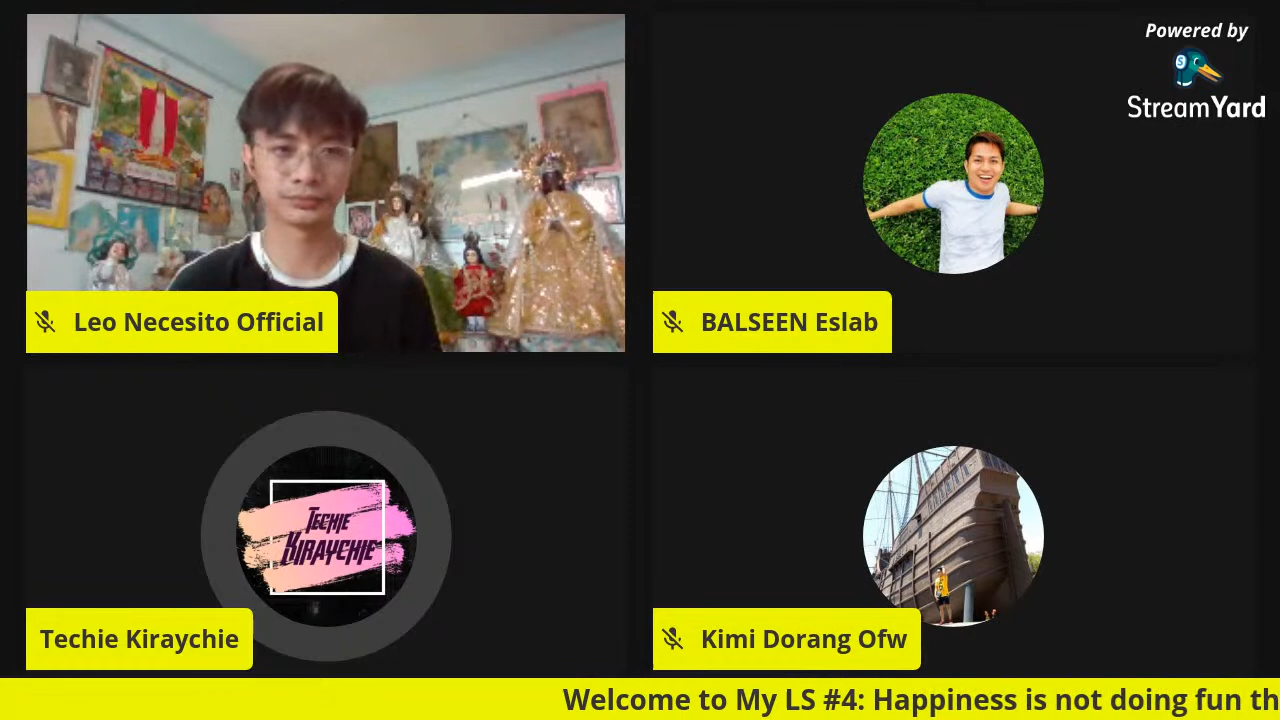 Powered by
StreamYard
Leo Necesito Official
BALSEEN Eslab
TECHIE
KIRAYCHIE
Techie Kiraychie
Kimi Dorang Ofw
Welcome to My LS #4: Happiness is not doing fun th